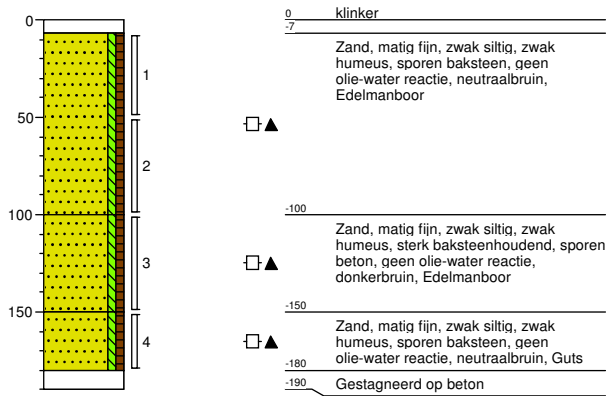 0
50
100
150
1
2
3
4
0 klinker
-7
Zand, matig fijn, zwak siltig, zwak
humeus, sporen baksteen, geen
olie-water reactie, neutraalbruin,
Edelmanboor
-100
Zand, matig fijn, zwak siltig, zwak
humeus, sterk baksteenhoudend, sporen
beton, geen olie-water reactie,
donkerbruin, Edelmanboor
-150
Zand, matig fijn, zwak siltig, zwak
humeus, sporen baksteen, geen
olie-water reactie, neutraalbruin, Guts
-180
-190 Gestagneerd op beton